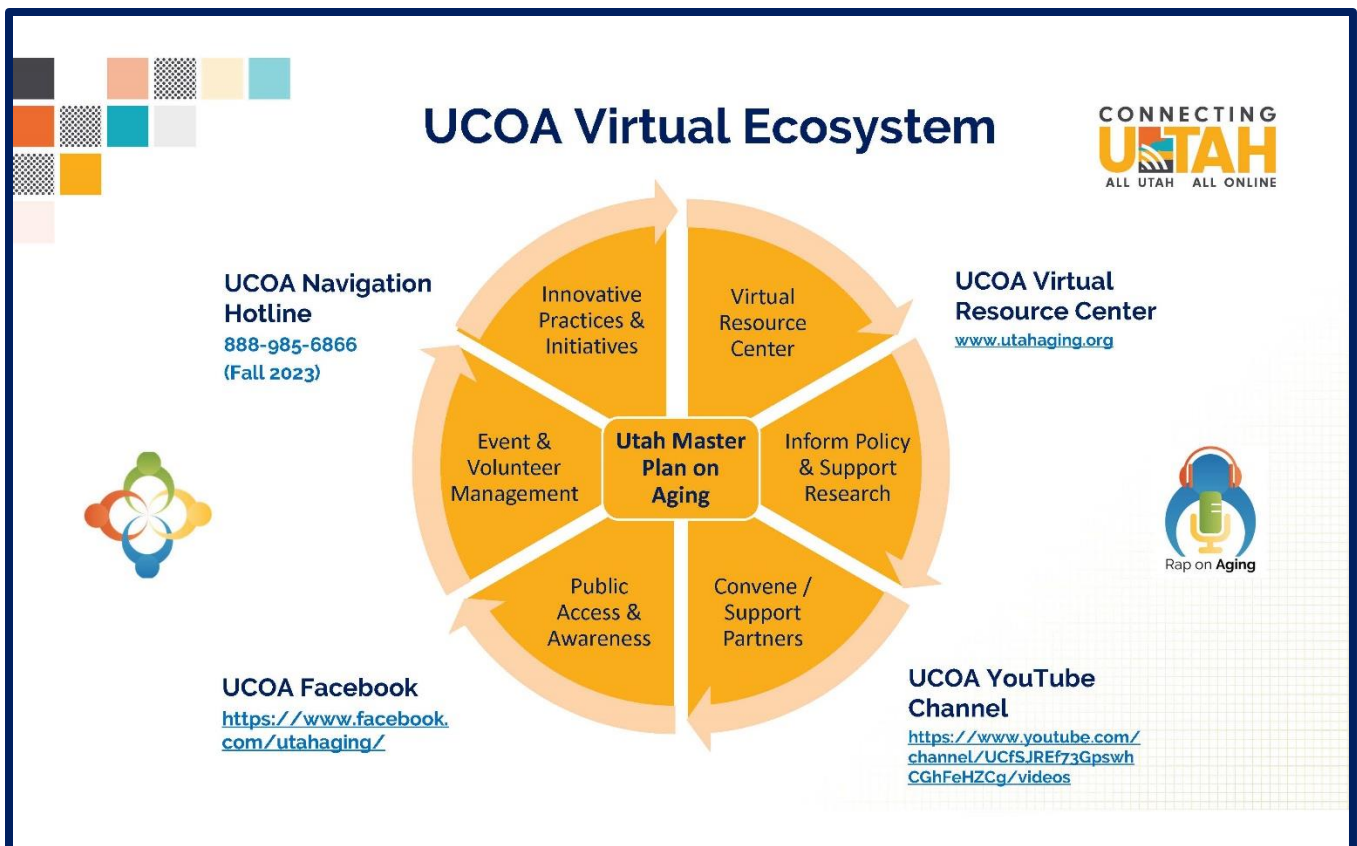 UCOA Virtual Ecosystem
CONNECTING
UTAH
ALL UTAH ALL ONLINE
UCOA Navigation
Hotline
888-985-6866
(Fall 2023)
Innovative
Practices &
Initiatives
Virtual
Resource
Center
UCOA Virtual
Resource Center
www.utahaging.org
Event &
Volunteer
Management
Utah Master
Plan on
Aging
Inform Policy
& Support
Research
Rap on Aging
Public
Access &
Awareness
Convene /
Support
Partners
UCOA Facebook
https://www.facebook.
com/utahaging/
UCOA YouTube
Channel
https://www.youtube.com/
channel/UCfSJREf73Gpswh
CGhFeHZCg/videos